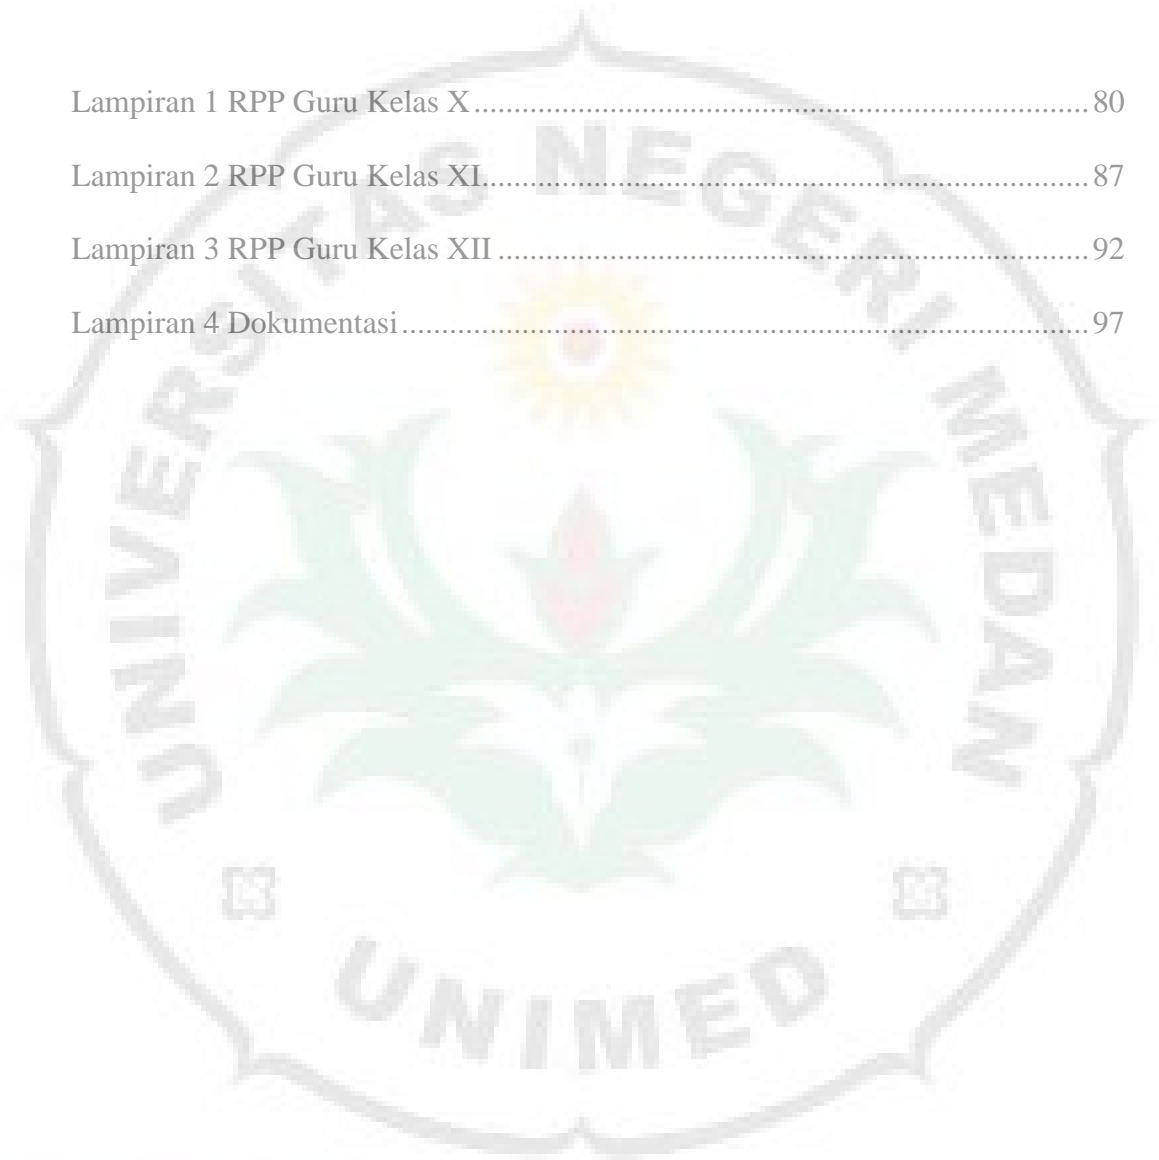 Lampiran 1 RPP Guru Kelas X.............................................................................. 80
Lampiran 2 RPP Guru Kelas XI............................................................................. 87
Lampiran 3 RPP Guru Kelas XII ........................................................................... 92
Lampiran 4 Dokumentasi....................................................................................... 97
UNIVERSITAS NEGERI MEDAN
UNIMED